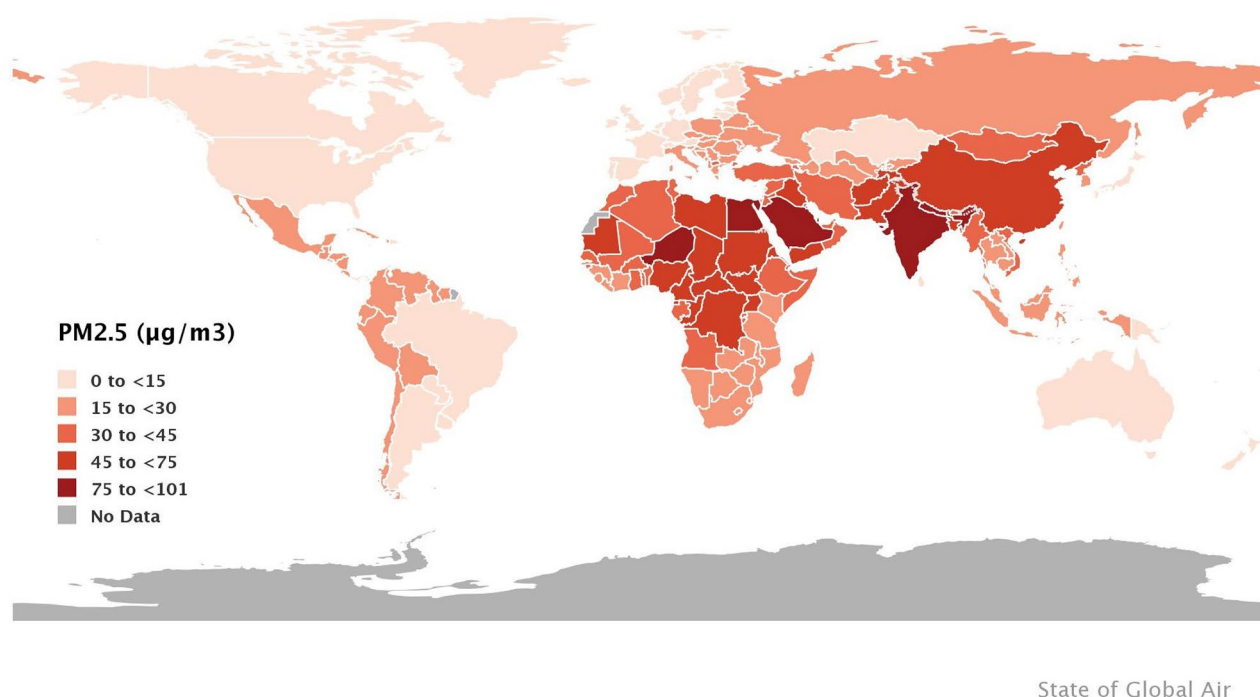 PM2.5 (µg/m3)
0 to <15
15 to <30
30 to <45
45 to <75
75 to <101
No Data
State of Global Air